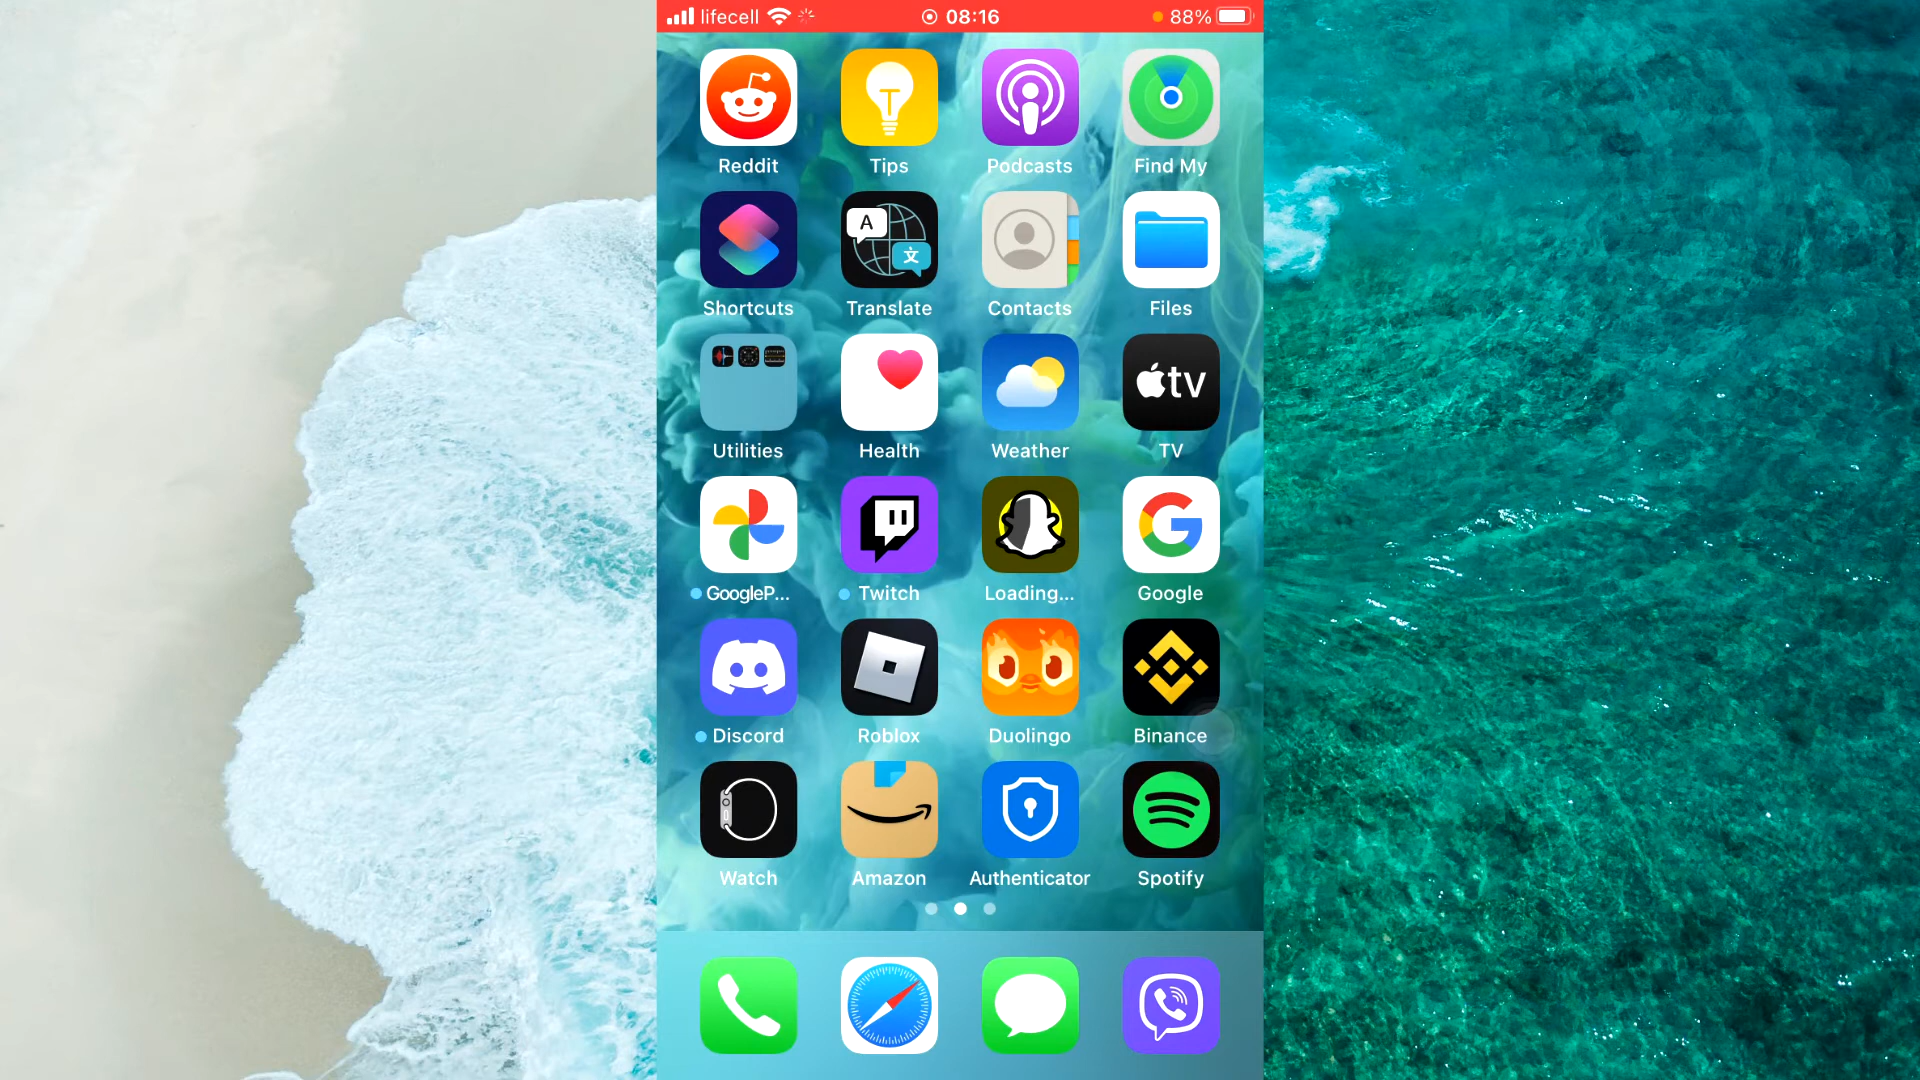 lifecell 08:16 88%
Reddit Tips Podcasts Find My
A 文
Shortcuts Translate Contacts Files
tv
Utilities Health Weather TV
GoogleP... Twitch Loading... Google
Discord Roblox Duolingo Binance
Watch Amazon Authenticator Spotify